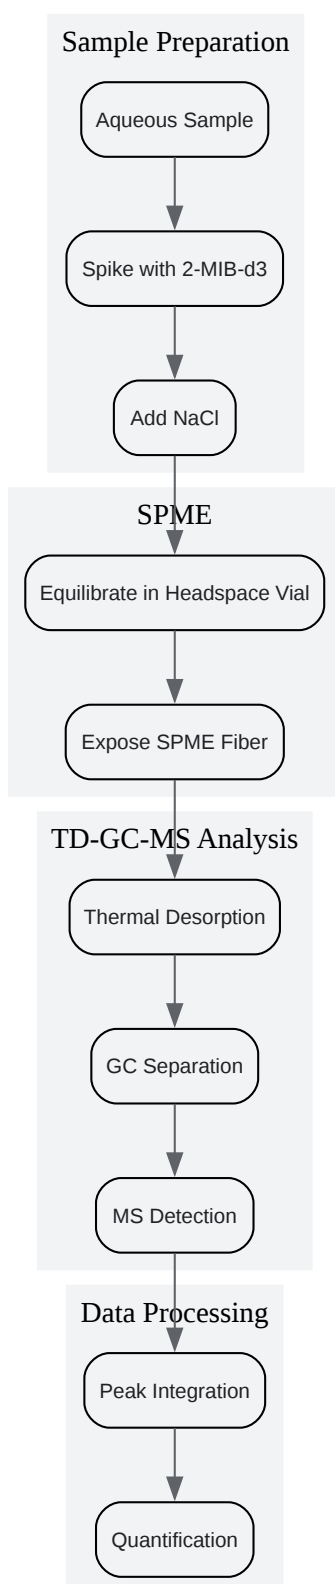 Sample Preparation
Aqueous Sample
Spike with 2-MIB-d3
Add NaCl
SPME
Equilibrate in Headspace Vial
Expose SPME Fiber
TD-GC-MS Analysis
Thermal Desorption
GC Separation
MS Detection
Data Processing
Peak Integration
Quantification